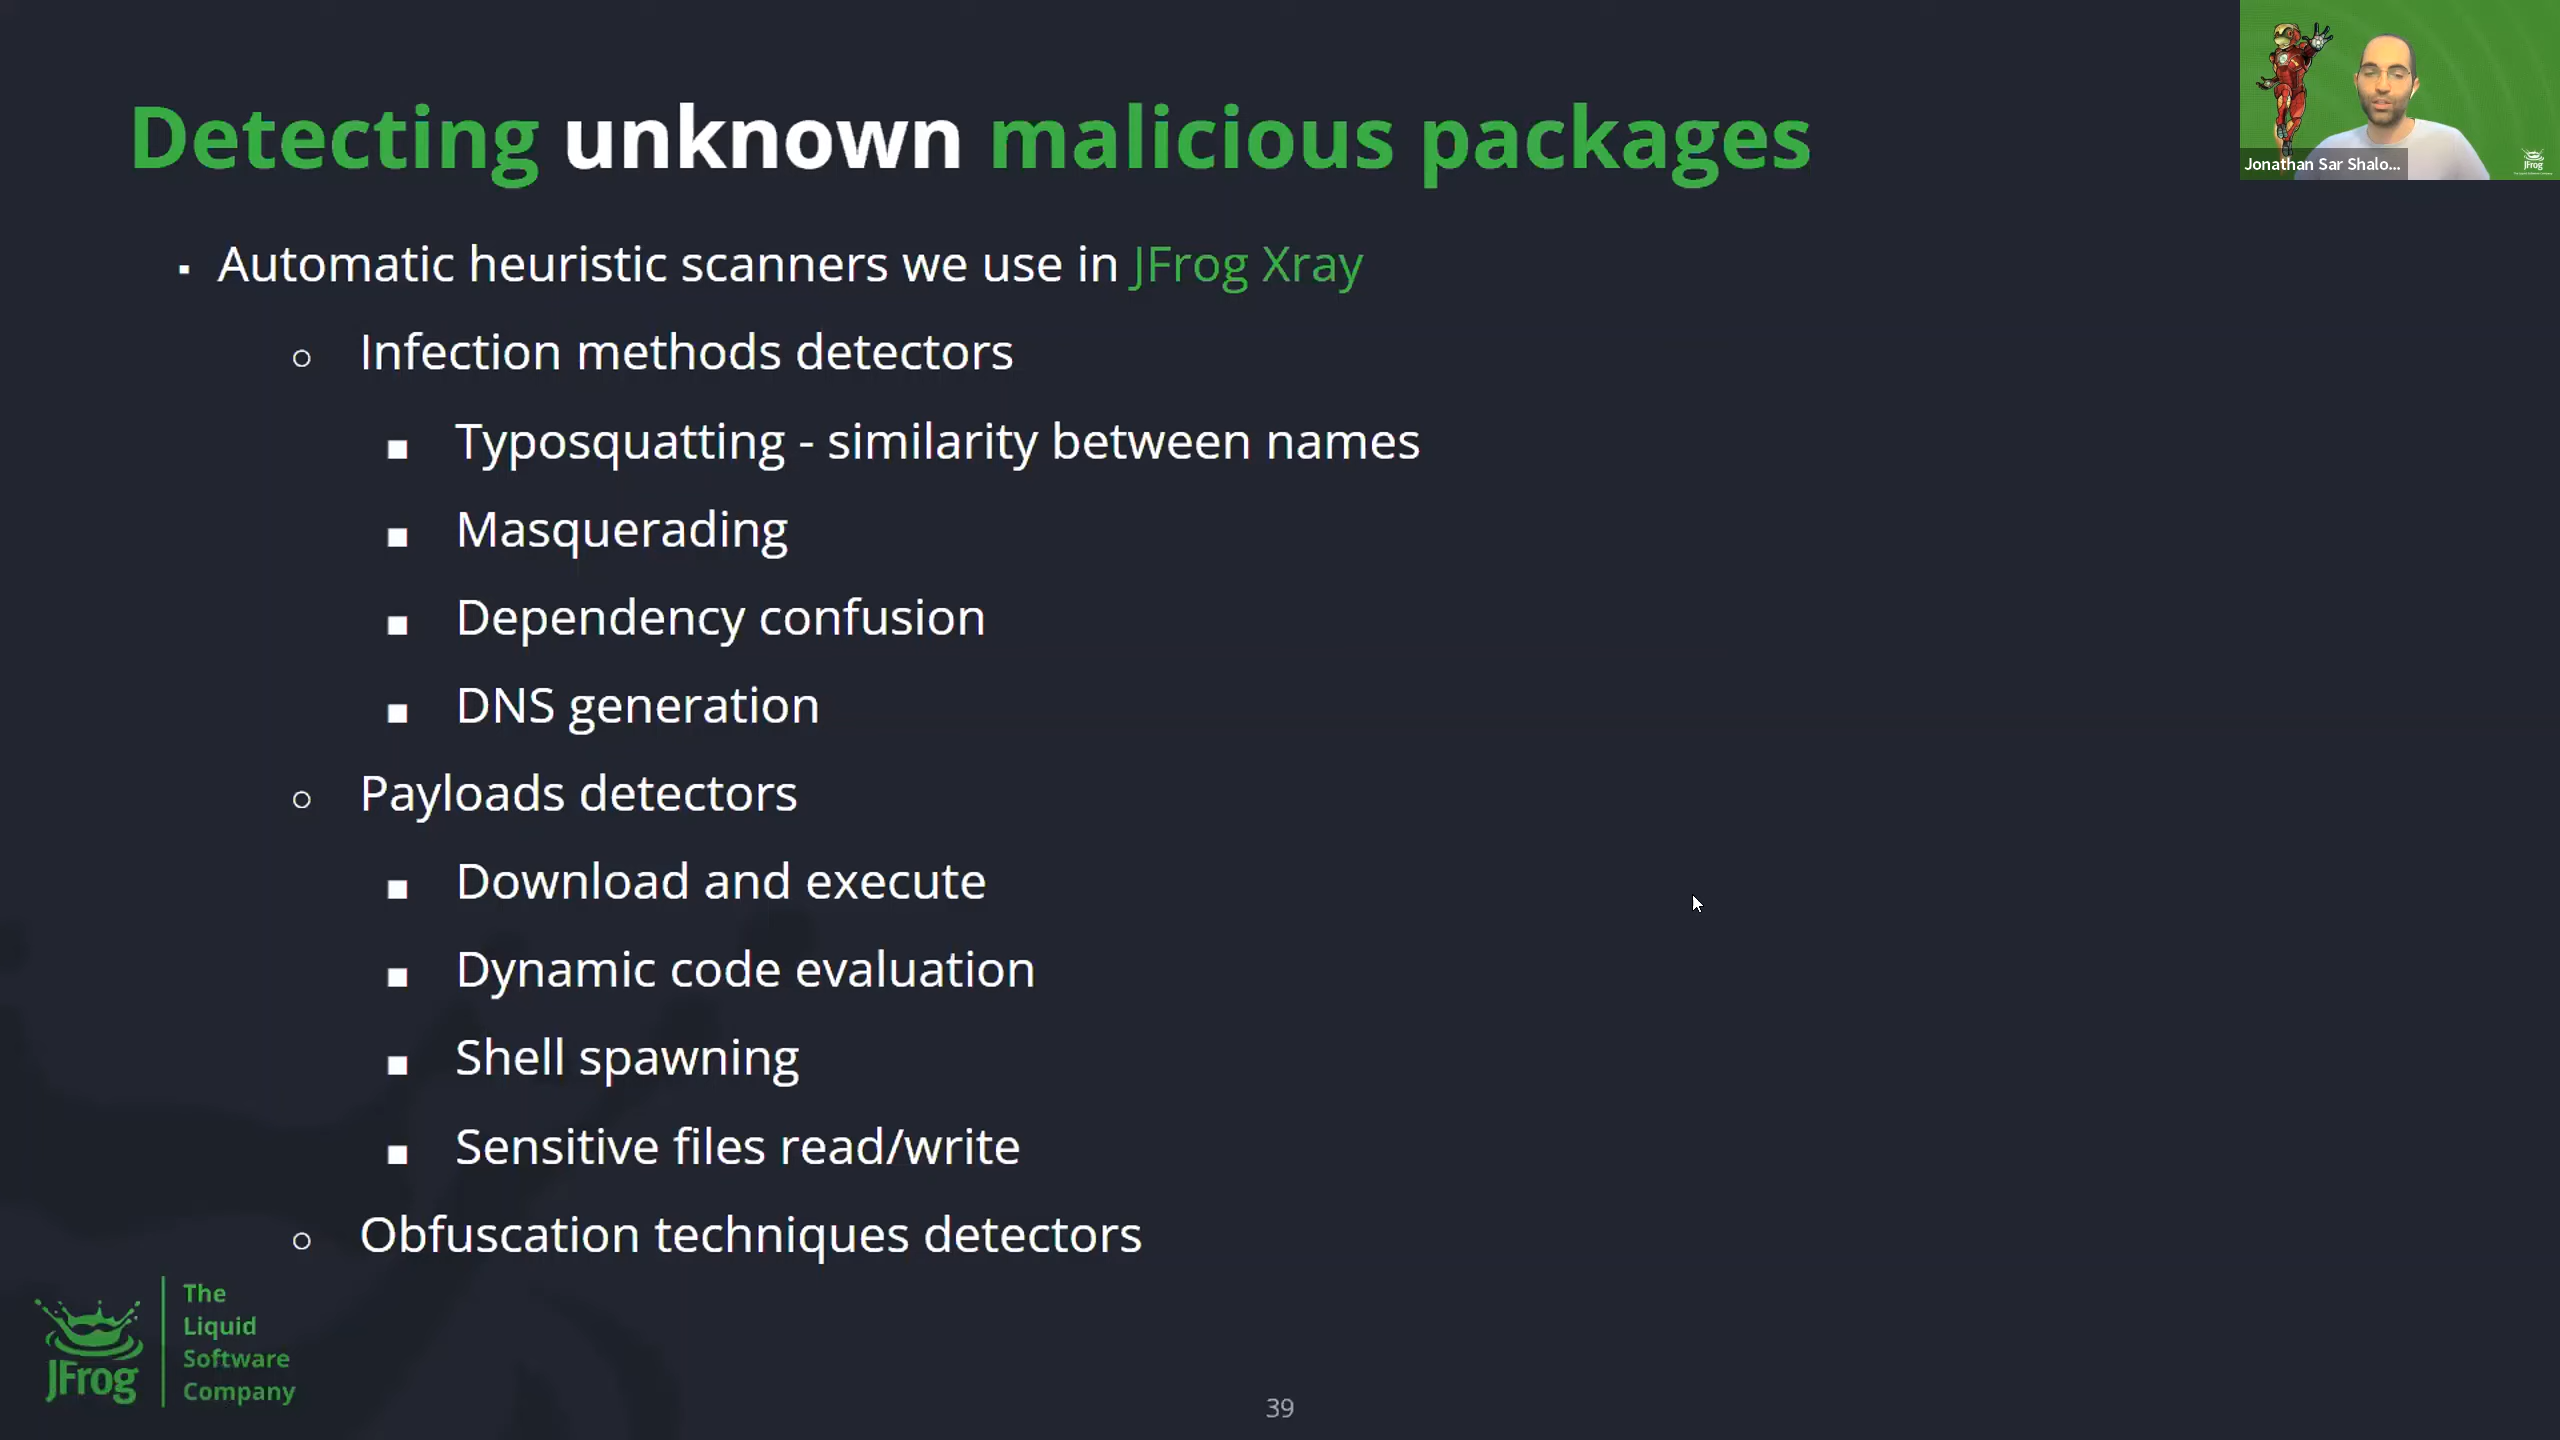 Detecting unknown malicious packages
Jonathan Sar Shalo...
JFrog
▪ Automatic heuristic scanners we use in JFrog Xray
○ Infection methods detectors
■ Typosquatting - similarity between names
■ Masquerading
■ Dependency confusion
■ DNS generation
○ Payloads detectors
■ Download and execute
■ Dynamic code evaluation
■ Shell spawning
■ Sensitive files read/write
○ Obfuscation techniques detectors
JFrog
The
Liquid
Software
Company
39